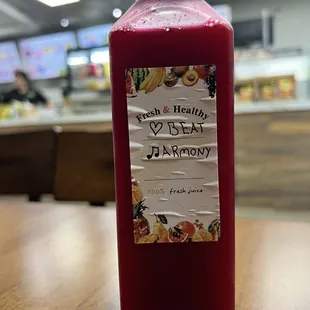 Fresh & Healthy
♡ BEAT
♫ ARMONY
100% fresh juice